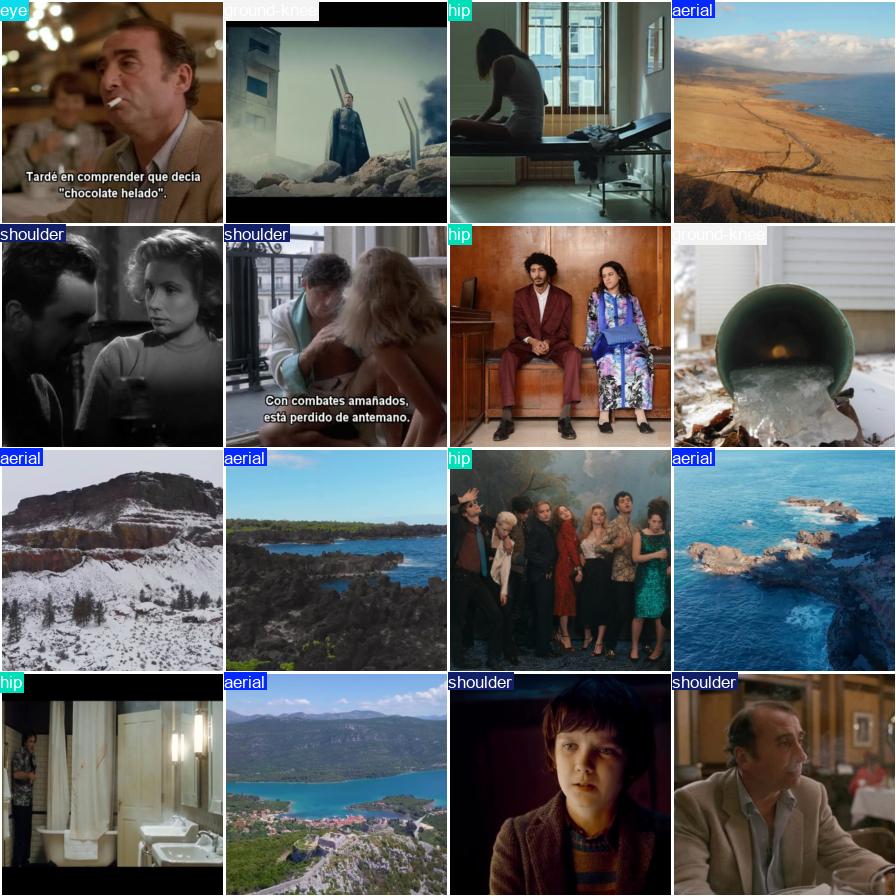 eye
ground-knee
hip
aerial
Tardé en comprender que decía
"chocolate helado".
shoulder
shoulder
hip
ground-knee
Con combates amañados,
está perdido de antemano.
aerial
aerial
hip
aerial
hip
aerial
shoulder
shoulder